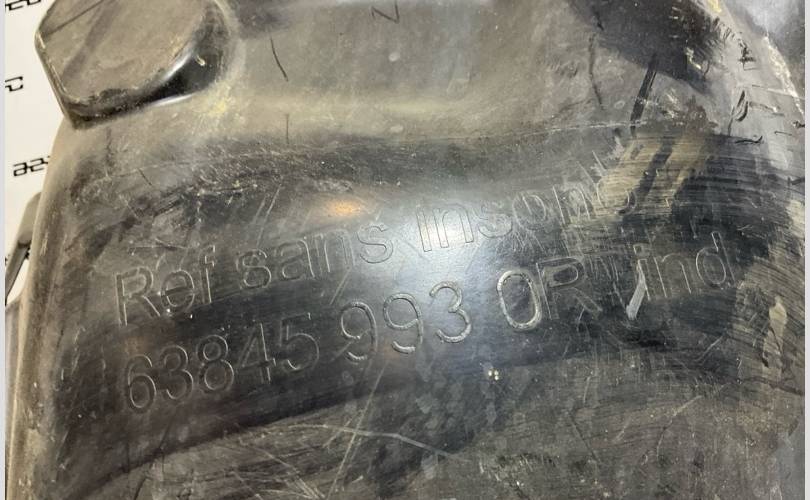 Ref sans insono
63845 993 0R ind